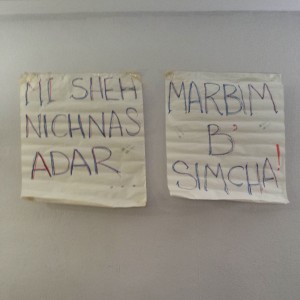 MI SHEH
NICHNAS
ADAR" ...
MARBIM
"B'"
SIMCHA!